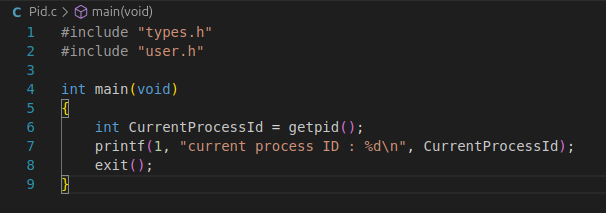 C Pid.c > main(void)
1 #include "types.h"
2 #include "user.h"
3
4 int main(void)
5 {
6     int CurrentProcessId = getpid();
7     printf(1, "current process ID : %d\n", CurrentProcessId);
8     exit();
9 }